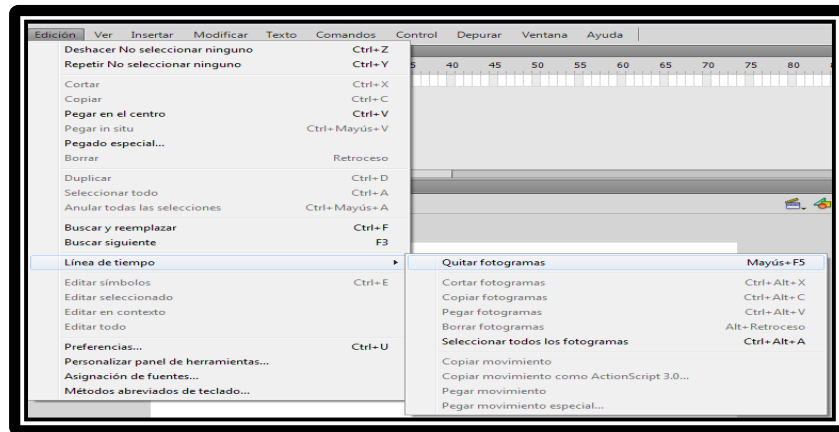 Edición Ver Insertar Modificar Texto Comandos Control Depurar Ventana Ayuda
Deshacer No seleccionar ninguno Ctrl+Z
Repetir No seleccionar ninguno Ctrl+Y
5 40 45 50 55 60 65 70 75 80
Cortar Ctrl+X
Copiar Ctrl+C
Pegar en el centro Ctrl+V
Pegar in situ Ctrl+Mayús+V
Pegado especial...
Borrar Retroceso
Duplicar Ctrl+D
Seleccionar todo Ctrl+A
Anular todas las selecciones Ctrl+Mayús+A
Buscar y reemplazar Ctrl+F
Buscar siguiente F3
Línea de tiempo
Editar símbolos Ctrl+E
Editar seleccionado
Editar en contexto
Editar todo
Preferencias... Ctrl+U
Personalizar panel de herramientas...
Asignación de fuentes...
Métodos abreviados de teclado...
Quitar fotogramas Mayús+F5
Cortar fotogramas Ctrl+Alt+X
Copiar fotogramas Ctrl+Alt+C
Pegar fotogramas Ctrl+Alt+V
Borrar fotogramas Alt+Retroceso
Seleccionar todos los fotogramas Ctrl+Alt+A
Copiar movimiento
Copiar movimiento como ActionScript 3.0...
Pegar movimiento
Pegar movimiento especial...